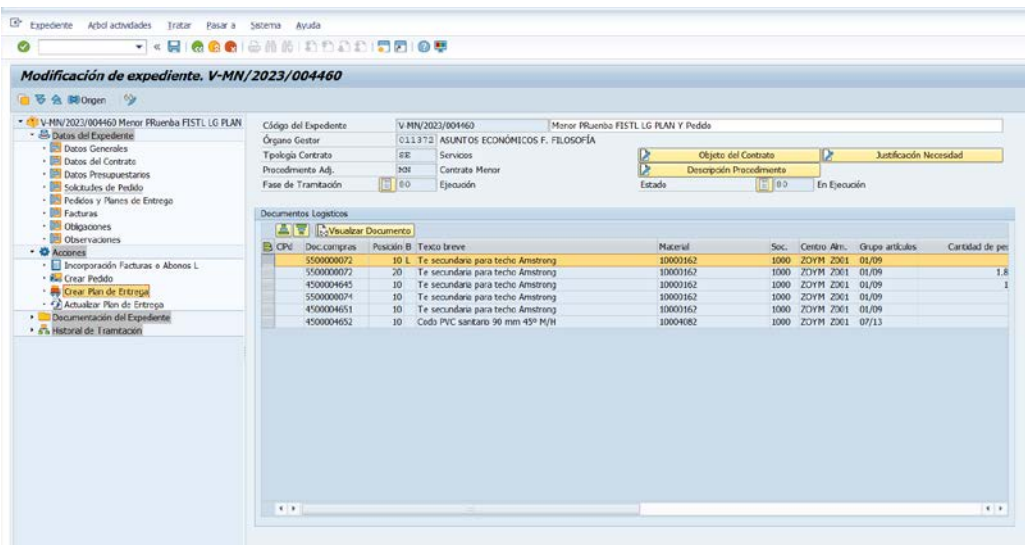 Expediente Arbol actividades Tratar Pasar a Sistema Ayuda
Modificación de expediente. V-MN/2023/004460
Origen
V-MN/2023/004460 Menor PRuenba FISTL LG PLAN
Datos del Expediente
Datos Generales
Datos del Contrato
Datos Presupuestarios
Solicitudes de Pedido
Pedidos y Planes de Entrega
Facturas
Obligaciones
Observaciones
Acciones
Incorporación Facturas o Abonos L
Crear Pedido
Crear Plan de Entrega
Actualizar Plan de Entrega
Documentación del Expediente
Historial de Tramitación
Código del Expediente V-MN/2023/004460 Menor PRuenba FISTL LG PLAN Y Pedido
Órgano Gestor 011372 ASUNTOS ECONÓMICOS F. FILOSOFÍA
Tipología Contrato SE Servicios Objeto del Contrato Justificación Necesidad
Procedimiento Adj. MN Contrato Menor Descripción Procedimiento
Fase de Tramitación 80 Ejecución Estado 80 En Ejecución
Documentos Logísticos
Visualizar Documento
CPd Doc.compras Posición B Texto breve Material Soc. Centro Alm. Grupo artículos Cantidad de pe
5500000072 10 L Te secundaria para techo Amstrong 10000162 1000 ZOYM Z001 01/09
5500000072 20 Te secundaria para techo Amstrong 10000162 1000 ZOYM Z001 01/09 1.8
4500004645 10 Te secundaria para techo Amstrong 10000162 1000 ZOYM Z001 01/09 1
5500000074 10 Te secundaria para techo Amstrong 10000162 1000 ZOYM Z001 01/09
4500004651 10 Te secundaria para techo Amstrong 10000162 1000 ZOYM Z001 01/09
4500004652 10 Codo PVC sanitario 90 mm 45º M/H 10004082 1000 ZOYM Z001 07/13